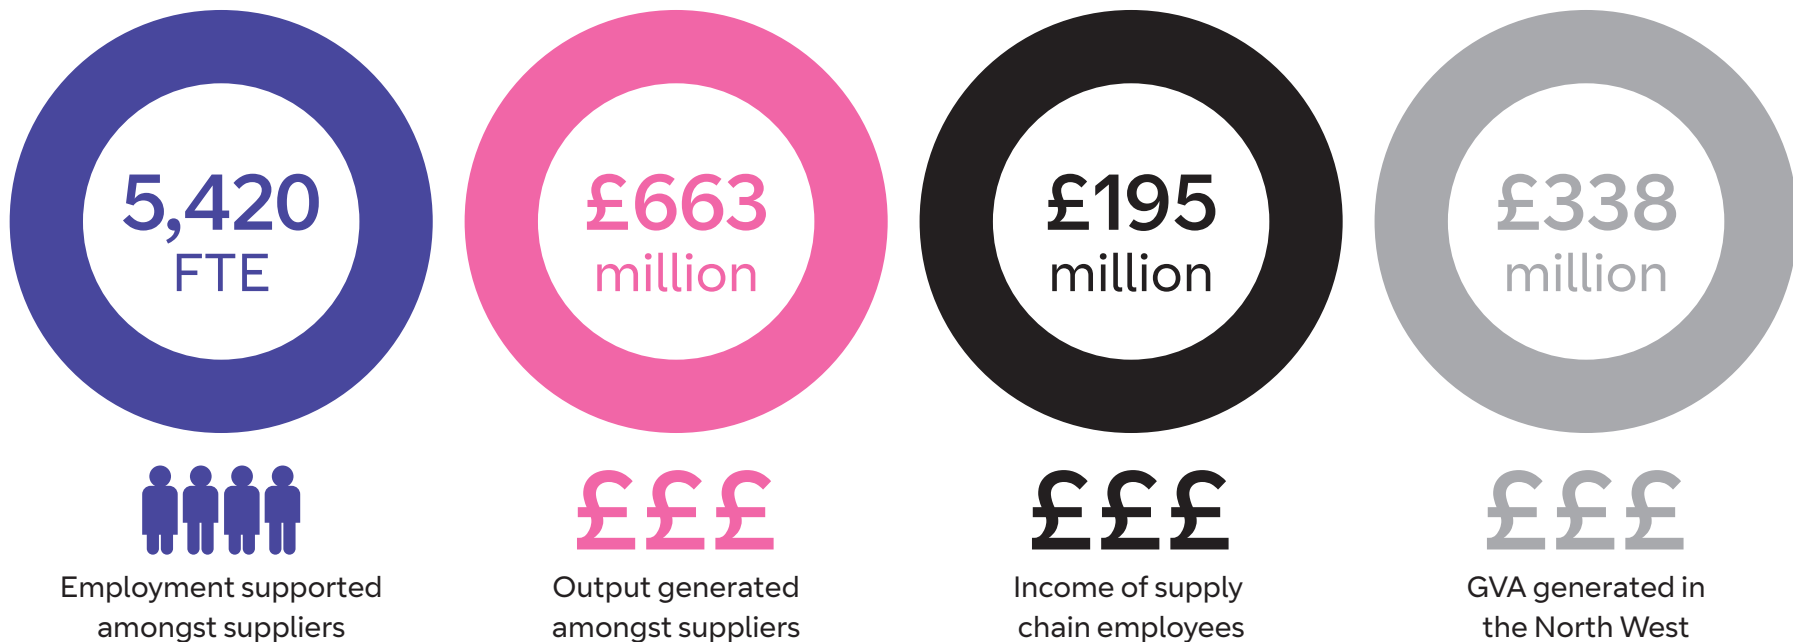 5,420
FTE
£663
million
£195
million
£338
million
£££
£££
£££
Employment supported
amongst suppliers
Output generated
amongst suppliers
Income of supply
chain employees
GVA generated in
the North West